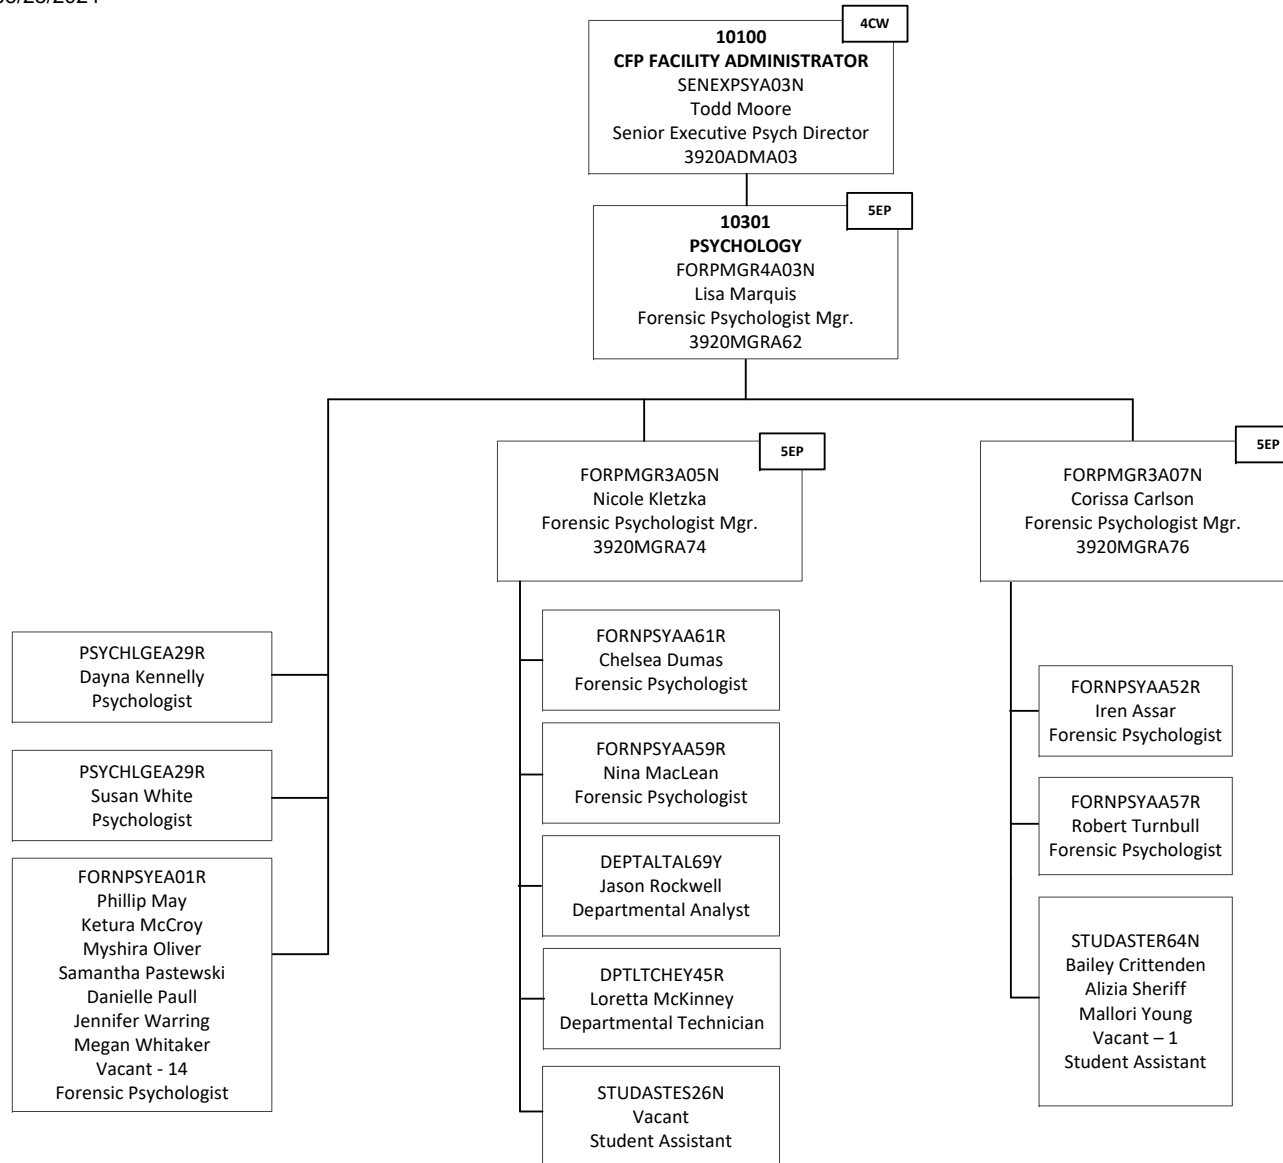 10100
CFP FACILITY ADMINISTRATOR
SENEXPSYA03N
Todd Moore
Senior Executive Psych Director
3920ADMA03
4CW
10301
PSYCHOLOGY
FORPMGR4A03N
Lisa Marquis
Forensic Psychologist Mgr.
3920MGRA62
5EP
FORPMGR3A05N
Nicole Kletzka
Forensic Psychologist Mgr.
3920MGRA74
5EP
FORPMGR3A07N
Corissa Carlson
Forensic Psychologist Mgr.
3920MGRA76
5EP
PSYCHLGEA29R
Dayna Kennelly
Psychologist
PSYCHLGEA29R
Susan White
Psychologist
FORNPSYEA01R
Phillip May
Ketura McCroy
Myshira Oliver
Samantha Pastewski
Danielle Paull
Jennifer Warring
Megan Whitaker
Vacant - 14
Forensic Psychologist
FORNPSYAA61R
Chelsea Dumas
Forensic Psychologist
FORNPSYAA59R
Nina MacLean
Forensic Psychologist
DEPTALTAL69Y
Jason Rockwell
Departmental Analyst
DPTLTCHEY45R
Loretta McKinney
Departmental Technician
STUDASTES26N
Vacant
Student Assistant
FORNPSYAA52R
Iren Assar
Forensic Psychologist
FORNPSYAA57R
Robert Turnbull
Forensic Psychologist
STUDASTER64N
Bailey Crittenden
Alizia Sheriff
Mallori Young
Vacant – 1
Student Assistant